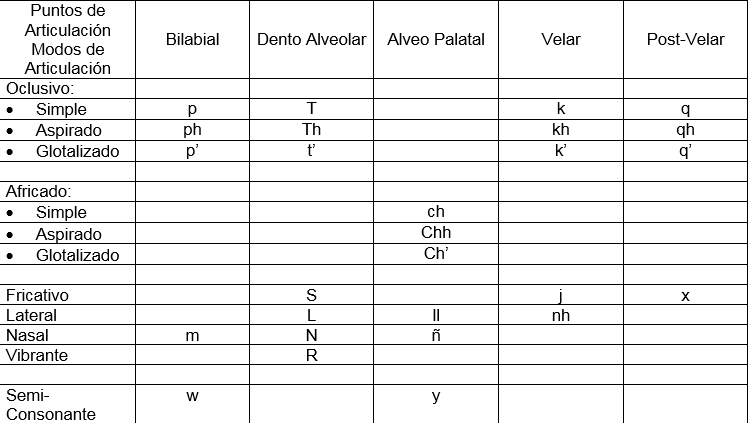 Puntos de
Articulación
Modos de
Articulación
Bilabial
Dento Alveolar
Alveo Palatal
Velar
Post-Velar
Oclusivo:
• Simple p T k q
• Aspirado ph Th kh qh
• Glotalizado p’ t’ k’ q’
Africado:
• Simple ch
• Aspirado Chh
• Glotalizado Ch’
Fricativo S j x
Lateral L ll nh
Nasal m N ñ
Vibrante R
Semi-
Consonante w y